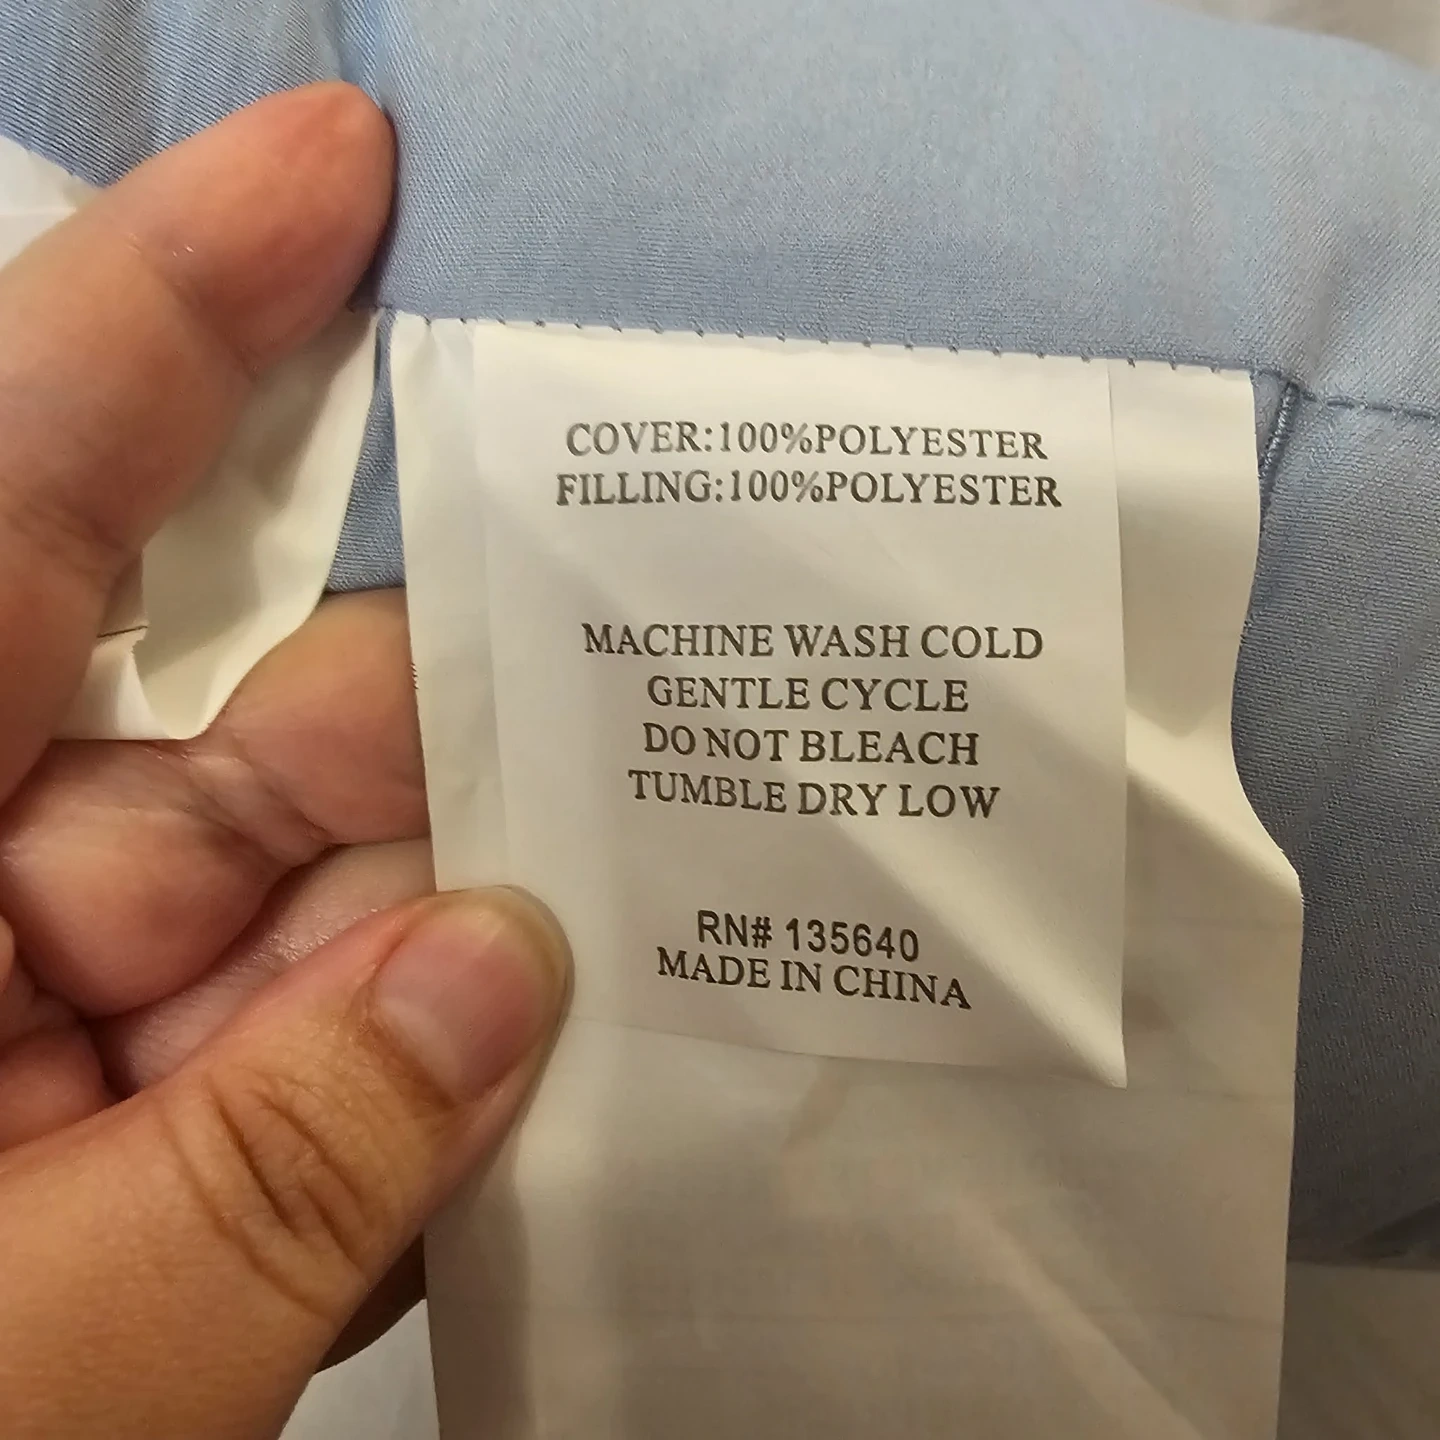 COVER:100%POLYESTER
FILLING:100%POLYESTER
MACHINE WASH COLD
GENTLE CYCLE
DO NOT BLEACH
TUMBLE DRY LOW
RN# 135640
MADE IN CHINA